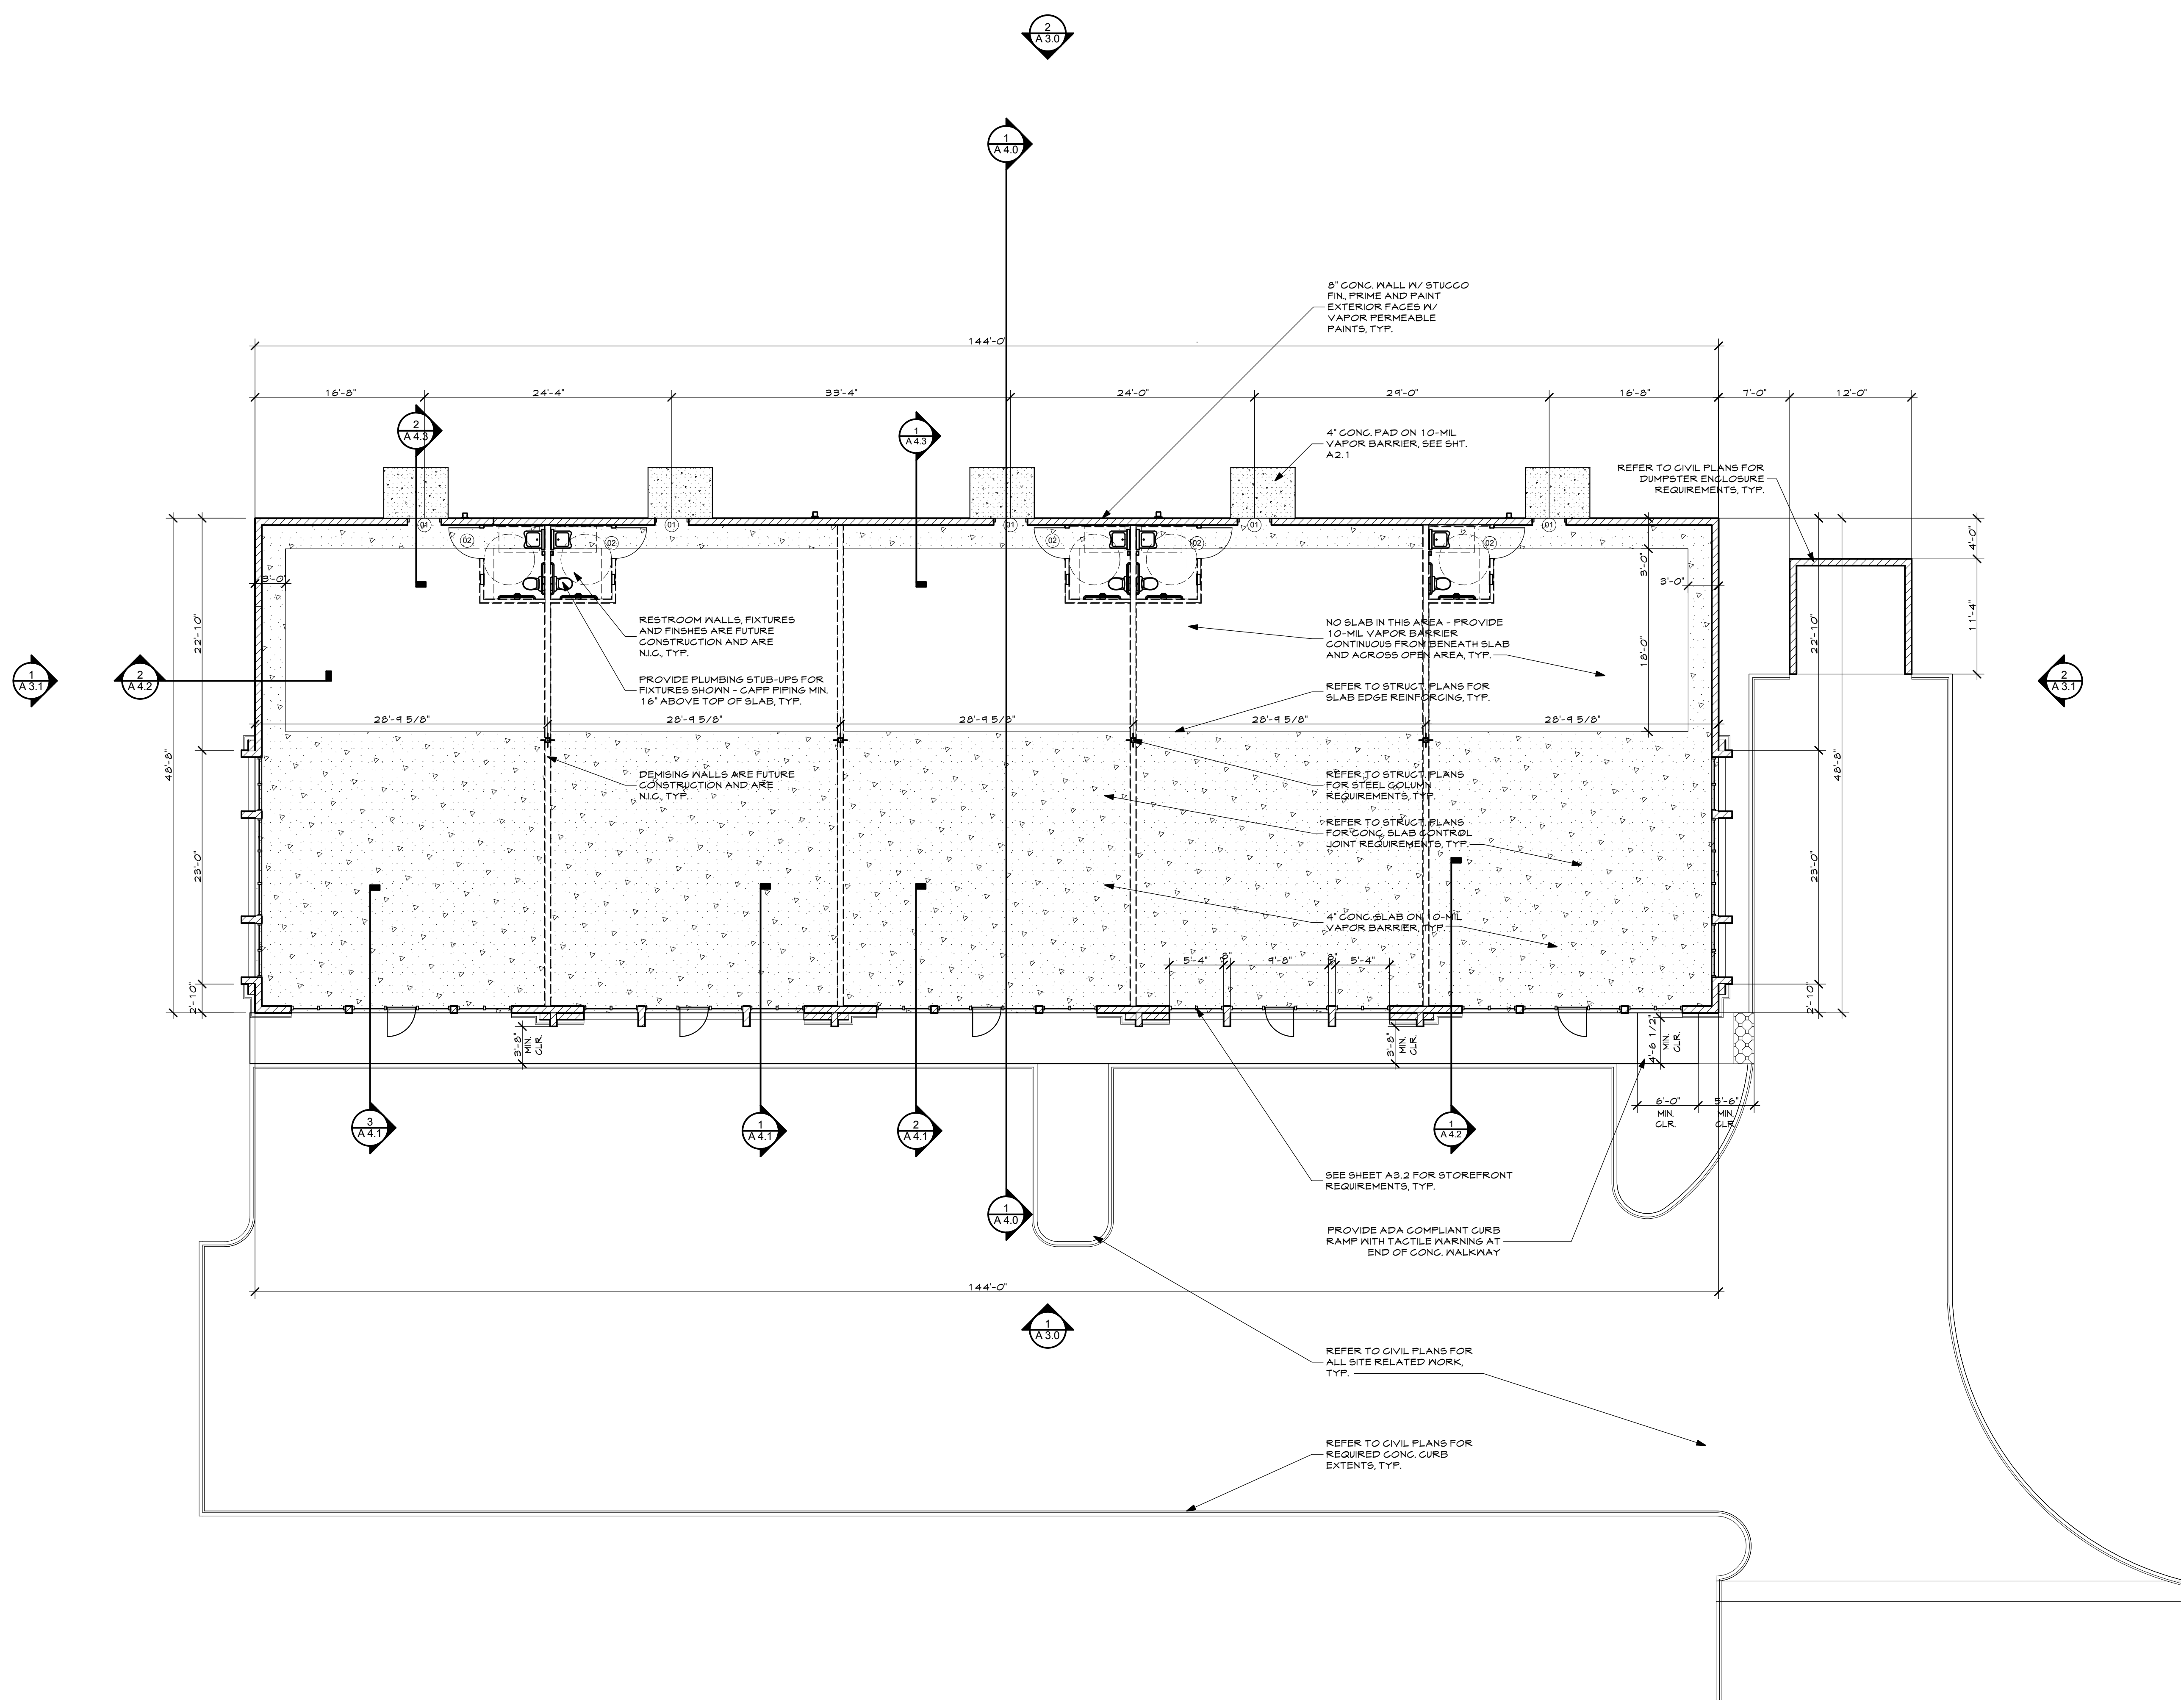 2
A 3.0
1
A 4.0
8" CONC. WALL W/ STUCCO
FIN., PRIME AND PAINT
EXTERIOR FACES W/
VAPOR PERMEABLE
PAINTS, TYP.
144'-0"
16'-8"
24'-4"
33'-4"
24'-0"
29'-0"
16'-8"
7'-0"
12'-0"
2
A 4.3
1
A 4.3
4" CONC. PAD ON 10-MIL
VAPOR BARRIER, SEE SHT.
A2.1
REFER TO CIVIL PLANS FOR
DUMPSTER ENCLOSURE
REQUIREMENTS, TYP.
01
01
01
01
01
02
02
02
02
02
4'-0"
11'-4"
3'-0"
3'-0"
3'-0"
18'-0"
22'-10"
22'-10"
48'-8"
48'-8"
RESTROOM WALLS, FIXTURES
AND FINSHES ARE FUTURE
CONSTRUCTION AND ARE
N.I.C., TYP.
NO SLAB IN THIS AREA - PROVIDE
10-MIL VAPOR BARRIER
CONTINUOUS FROM BENEATH SLAB
AND ACROSS OPEN AREA, TYP.
1
A 3.1
2
A 4.2
2
A 3.1
PROVIDE PLUMBING STUB-UPS FOR
FIXTURES SHOWN - CAPP PIPING MIN.
16" ABOVE TOP OF SLAB, TYP.
REFER TO STRUCT. PLANS FOR
SLAB EDGE REINFORCING, TYP.
28'-9 5/8"
28'-9 5/8"
28'-9 5/8"
28'-9 5/8"
28'-9 5/8"
DEMISING WALLS ARE FUTURE
CONSTRUCTION AND ARE
N.I.C., TYP.
REFER TO STRUCT. PLANS
FOR STEEL COLUMN
REQUIREMENTS, TYP.
REFER TO STRUCT. PLANS
FOR CONC. SLAB CONTROL
JOINT REQUIREMENTS, TYP.
23'-0"
23'-0"
4" CONC. SLAB ON 10-MIL
VAPOR BARRIER, TYP.
5'-4"
8"
9'-8"
8"
5'-4"
2'-10"
2'-10"
3'-8"
MIN.
CLR.
3'-8"
MIN.
CLR.
4'-6 1/2"
MIN.
CLR.
6'-0"
MIN.
CLR.
5'-6"
MIN.
CLR.
3
A 4.1
1
A 4.1
2
A 4.1
1
A 4.2
SEE SHEET A3.2 FOR STOREFRONT
REQUIREMENTS, TYP.
1
A 4.0
PROVIDE ADA COMPLIANT CURB
RAMP WITH TACTILE WARNING AT
END OF CONC. WALKWAY
144'-0"
1
A 3.0
REFER TO CIVIL PLANS FOR
ALL SITE RELATED WORK,
TYP.
REFER TO CIVIL PLANS FOR
REQUIRED CONC. CURB
EXTENTS, TYP.